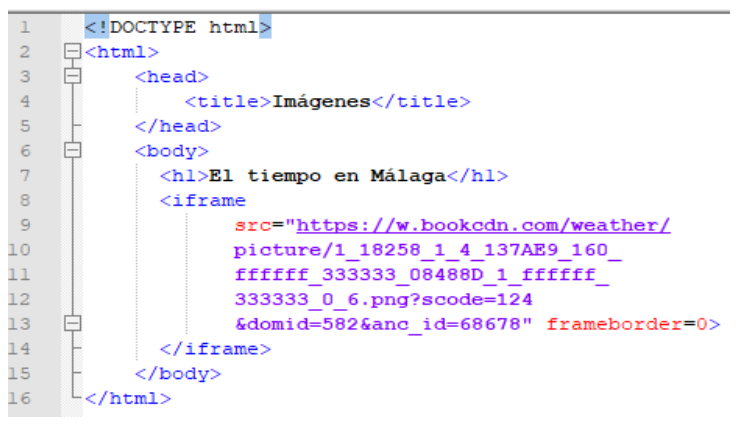 1 <!DOCTYPE html>
2 <html>
3 <head>
4 <title>Imágenes</title>
5 </head>
6 <body>
7 <h1>El tiempo en Málaga</h1>
8 <iframe
9 src="https://w.bookcdn.com/weather/
10 picture/1_18258_1_4_137AE9_160_
11 ffffff_333333_08488D_1_ffffff_
12 333333_0_6.png?scode=124
13 &domid=582&anc_id=68678" frameborder=0>
14 </iframe>
15 </body>
16 </html>